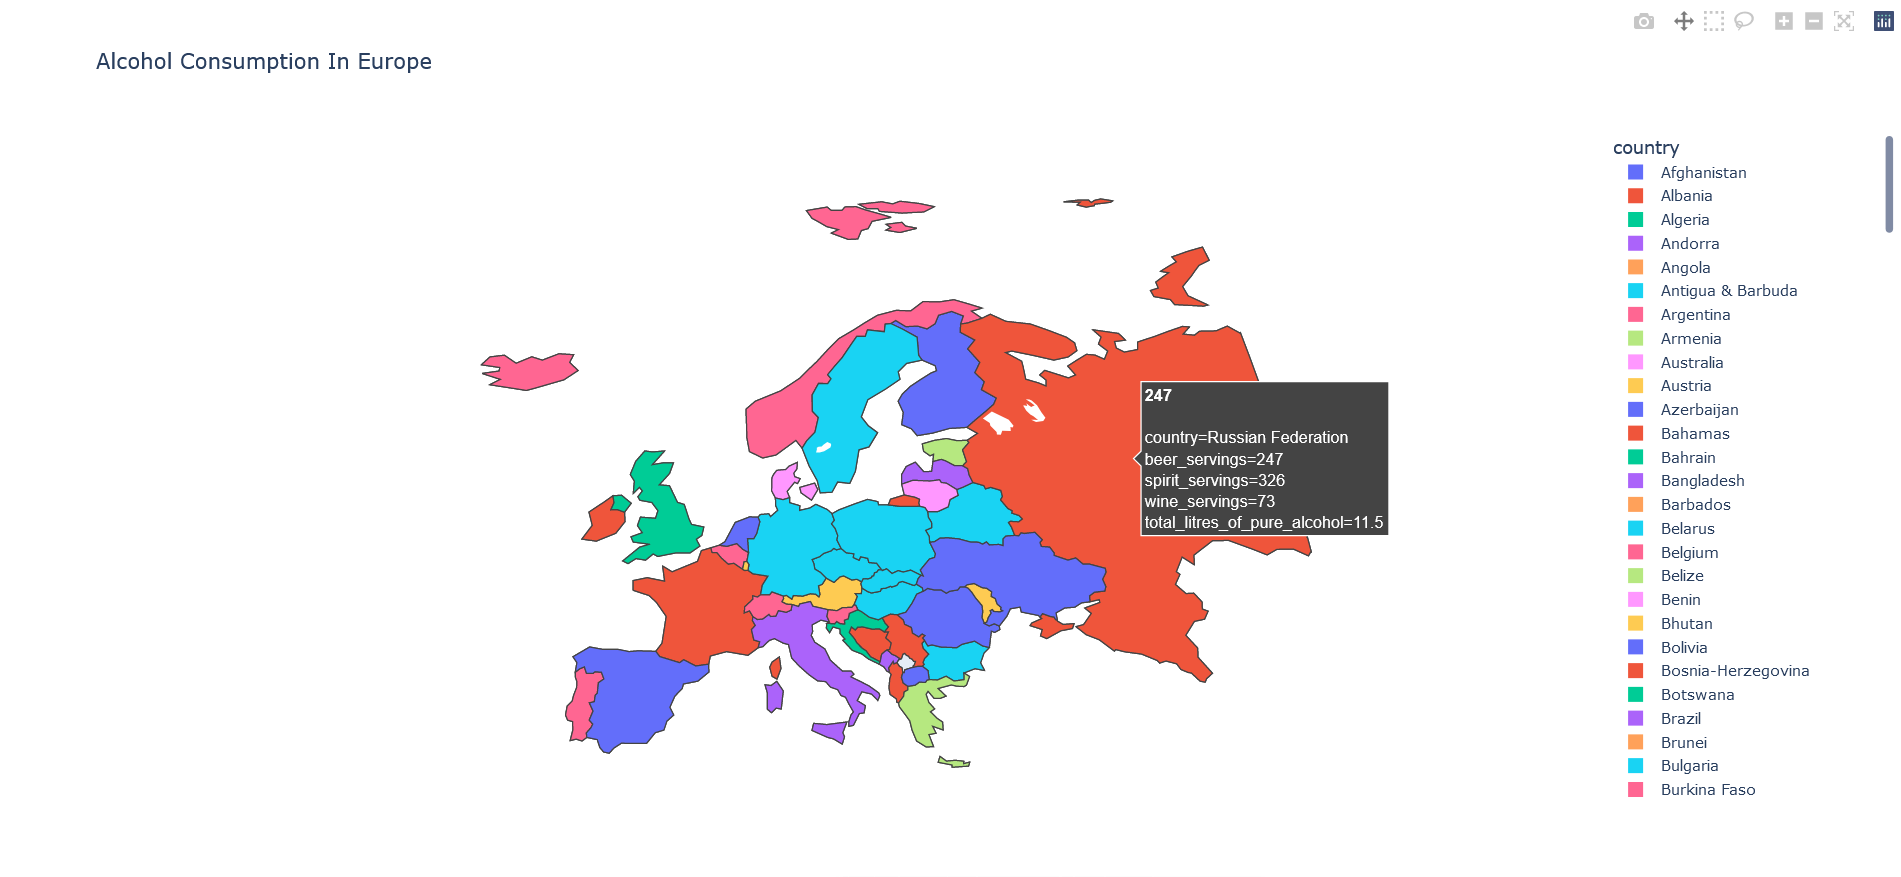 Alcohol Consumption In Europe
country
Afghanistan
Albania
Algeria
Andorra
Angola
Antigua & Barbuda
Argentina
Armenia
Australia
Austria
Azerbaijan
Bahamas
Bahrain
Bangladesh
Barbados
Belarus
Belgium
Belize
Benin
Bhutan
Bolivia
Bosnia-Herzegovina
Botswana
Brazil
Brunei
Bulgaria
Burkina Faso
247
country=Russian Federation
beer_servings=247
spirit_servings=326
wine_servings=73
total_litres_of_pure_alcohol=11.5